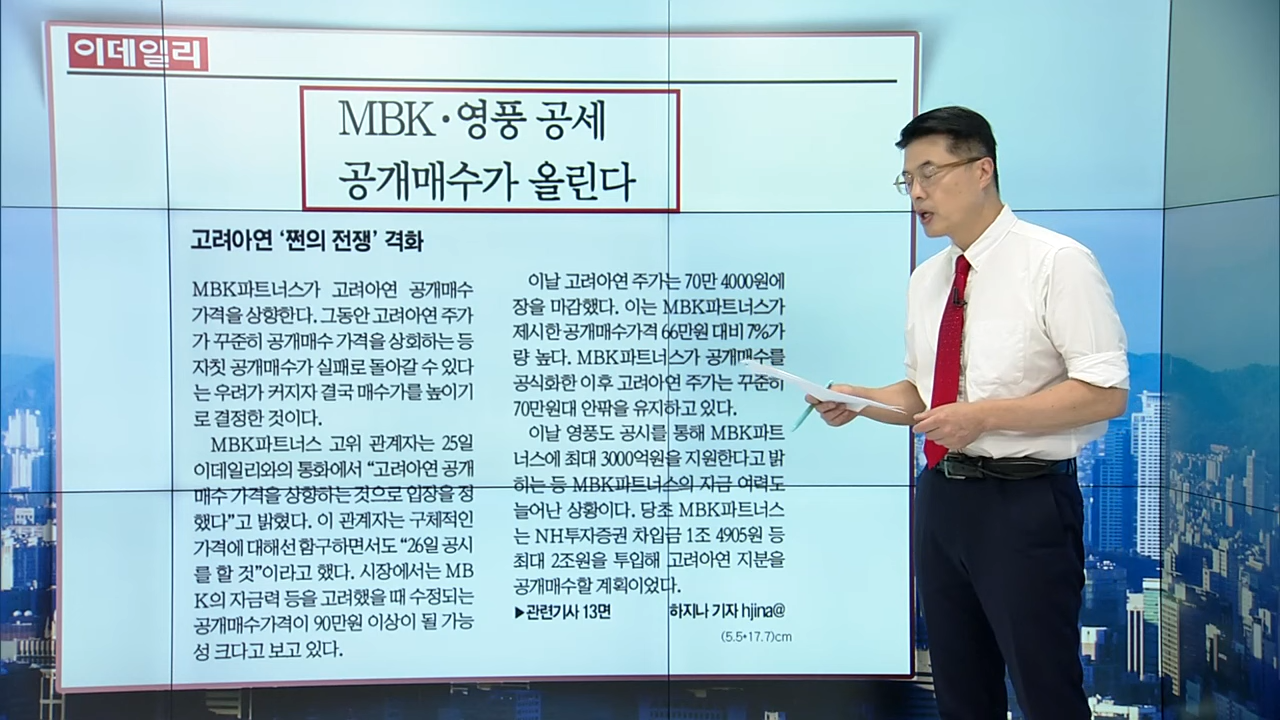 이데일리
MBK·영풍 공세
공개매수가 올린다
고려아연 '쩐의 전쟁' 격화
MBK파트너스가 고려아연 공개매수
가격을 상향한다. 그동안 고려아연 주가
가 꾸준히 공개매수 가격을 상회하는 등
자칫 공개매수가 실패로 돌아갈 수 있다
는 우려가 커지자 결국 매수가를 높이기
로 결정한 것이다.
MBK파트너스 고위 관계자는 25일
이데일리와의 통화에서 "고려아연 공개
매수 가격을 상향하는 것으로 입장을 정
했다"고 밝혔다. 이 관계자는 구체적인
가격에 대해선 함구하면서도 "26일 공시
를 할 것"이라고 했다. 시장에서는 MB
K의 자금력 등을 고려했을 때 수정되는
공개매수가격이 90만원 이상이 될 가능
성 크다고 보고 있다.
이날 고려아연 주가는 70만 4000원에
장을 마감했다. 이는 MBK파트너스가
제시한 공개매수가격 66만원 대비 7%가
량 높다. MBK파트너스가 공개매수를
공식화한 이후 고려아연 주가는 꾸준히
70만원대 안팎을 유지하고 있다.
이날 영풍도 공시를 통해 MBK파트
너스에 최대 3000억원을 지원한다고 밝
하는 등 MBK파트너스의 자금 여력도
늘어난 상황이다. 당초 MBK파트너스
는 NH투자증권 차입금 1조 4905억 등
최대 2조원을 투입해 고려아연 지분을
공개매수할 계획이었다.
▶관련기사 13면 하지나 기자 hjina@
(5.5*17.7)cm